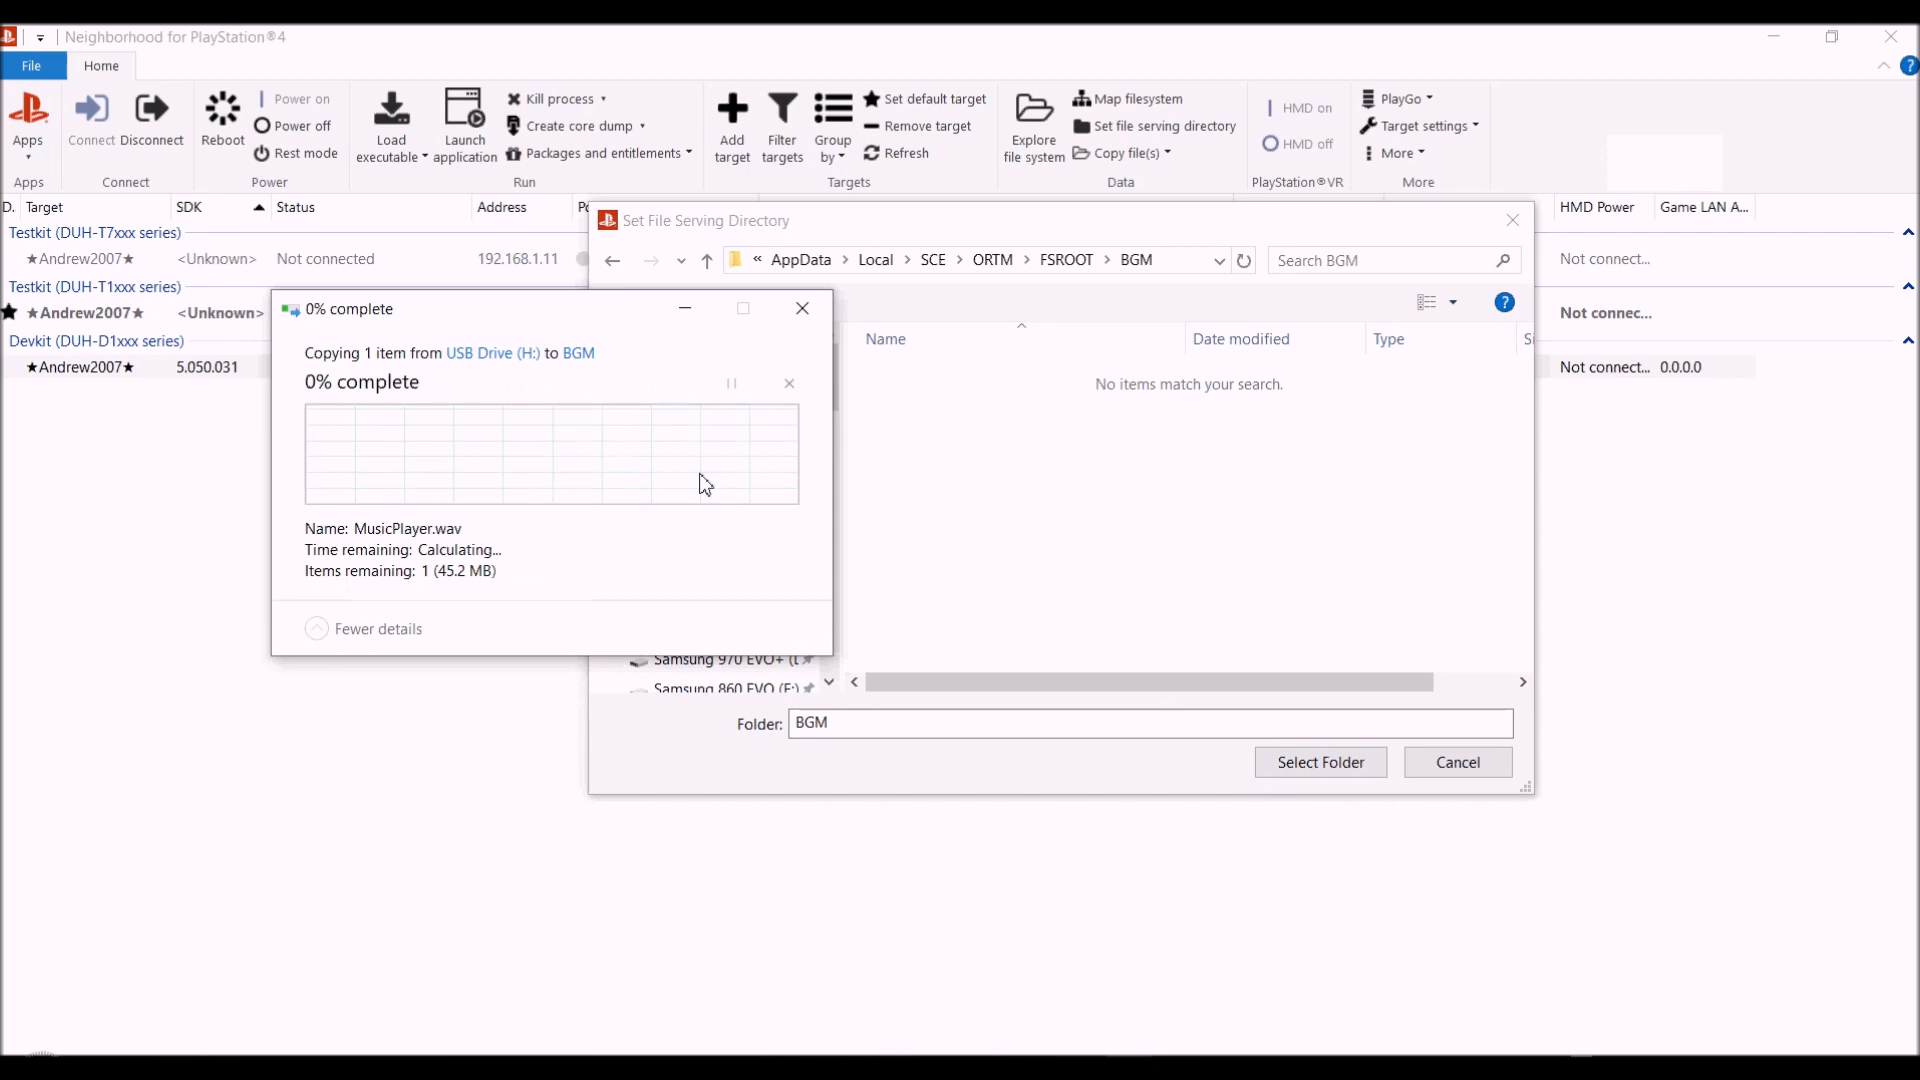 Neighborhood for PlayStation®4
File
Home
Apps
Connect
Disconnect
Reboot
Power on
Power off
Rest mode
Load executable
Launch application
Kill process
Create core dump
Packages and entitlements
Add target
Filter targets
Group by
Set default target
Remove target
Refresh
Explore file system
Map filesystem
Set file serving directory
Copy file(s)
HMD on
HMD off
PlayGo
Target settings
More
Apps
Connect
Power
Run
Targets
Data
PlayStation®VR
More
D. Target SDK Status Address HMD Power Game LAN A...
Testkit (DUH-T7xxx series)
★Andrew2007★ <Unknown> Not connected 192.168.1.11 Not connect...
Testkit (DUH-T1xxx series)
★Andrew2007★ <Unknown> Not connec...
Devkit (DUH-D1xxx series)
★Andrew2007★ 5.050.031 Not connect... 0.0.0.0
Set File Serving Directory
« AppData > Local > SCE > ORTM > FSROOT > BGM
Search BGM
Name Date modified Type
No items match your search.
Samsung 970 EVO+
Samsung 860 EVO (F:)
Folder: BGM
Select Folder
Cancel
0% complete
Copying 1 item from USB Drive (H:) to BGM
0% complete
Name: MusicPlayer.wav
Time remaining: Calculating...
Items remaining: 1 (45.2 MB)
Fewer details